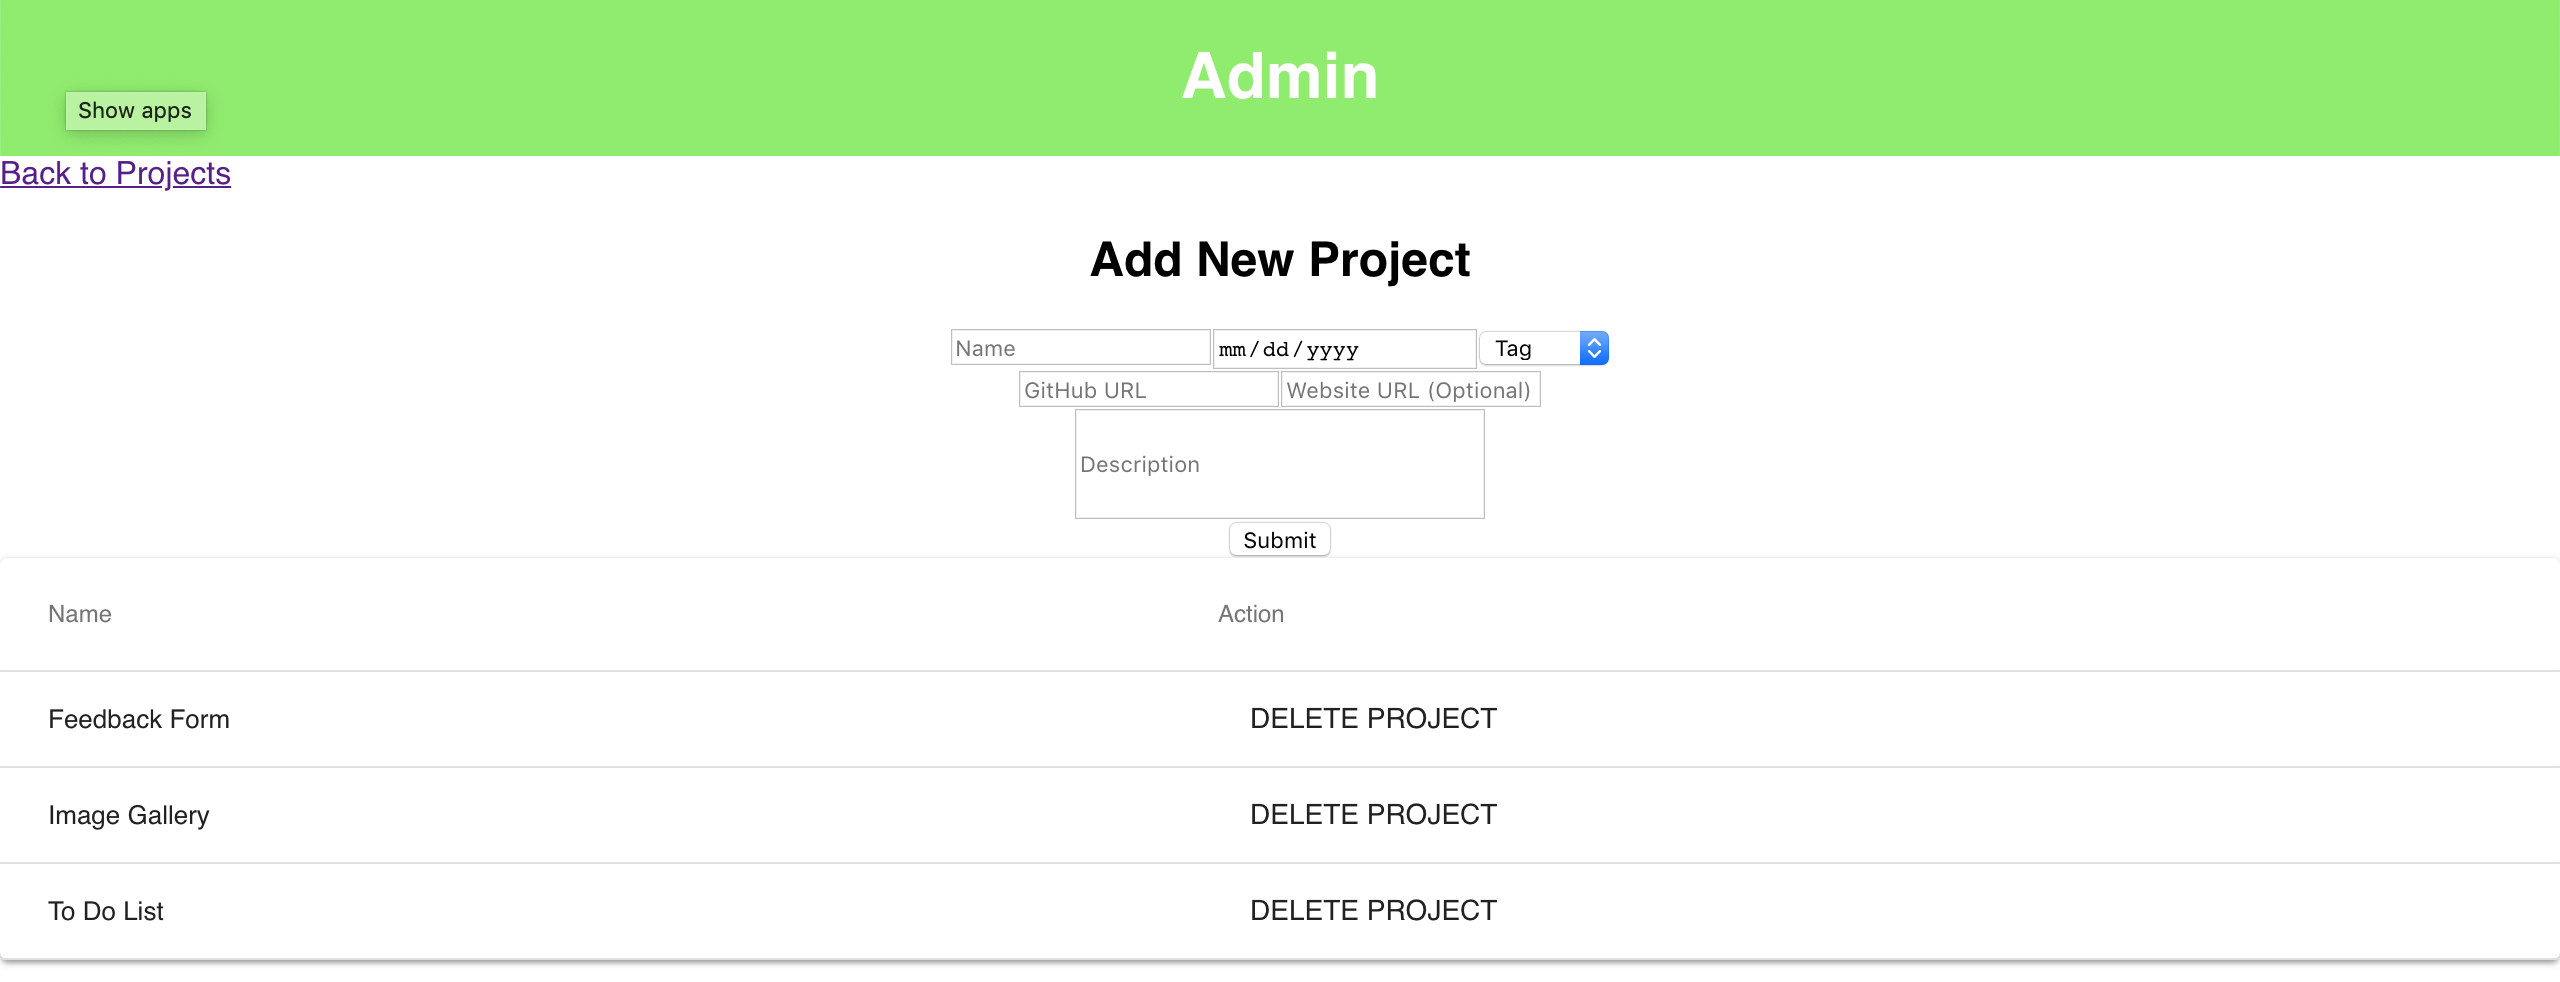 Admin
Show apps
Back to Projects
Add New Project
Name mm/dd/yyyy Tag
GitHub URL Website URL (Optional)
Description
Submit
Name Action
Feedback Form DELETE PROJECT
Image Gallery DELETE PROJECT
To Do List DELETE PROJECT